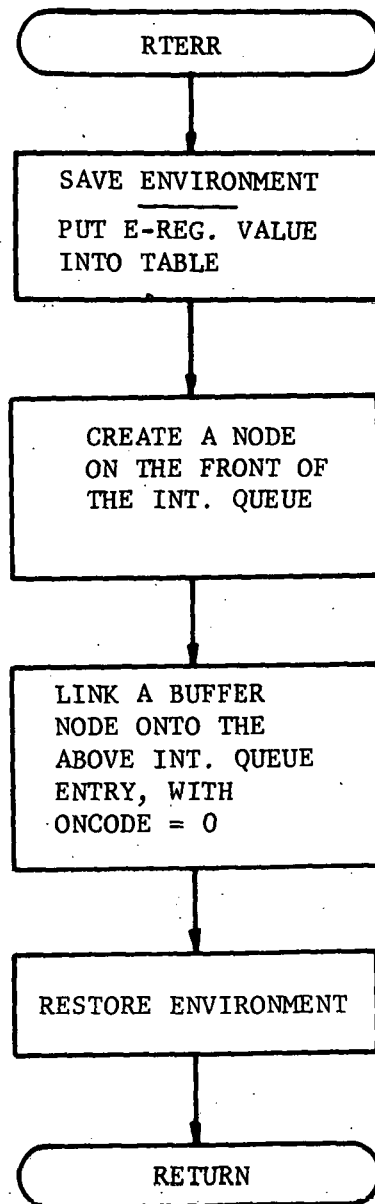 RTERR
SAVE ENVIRONMENT
PUT E-REG. VALUE
INTO TABLE
CREATE A NODE
ON THE FRONT OF
THE INT. QUEUE
LINK A BUFFER
NODE ONTO THE
ABOVE INT. QUEUE
ENTRY, WITH
ONCODE = 0
RESTORE ENVIRONMENT
RETURN